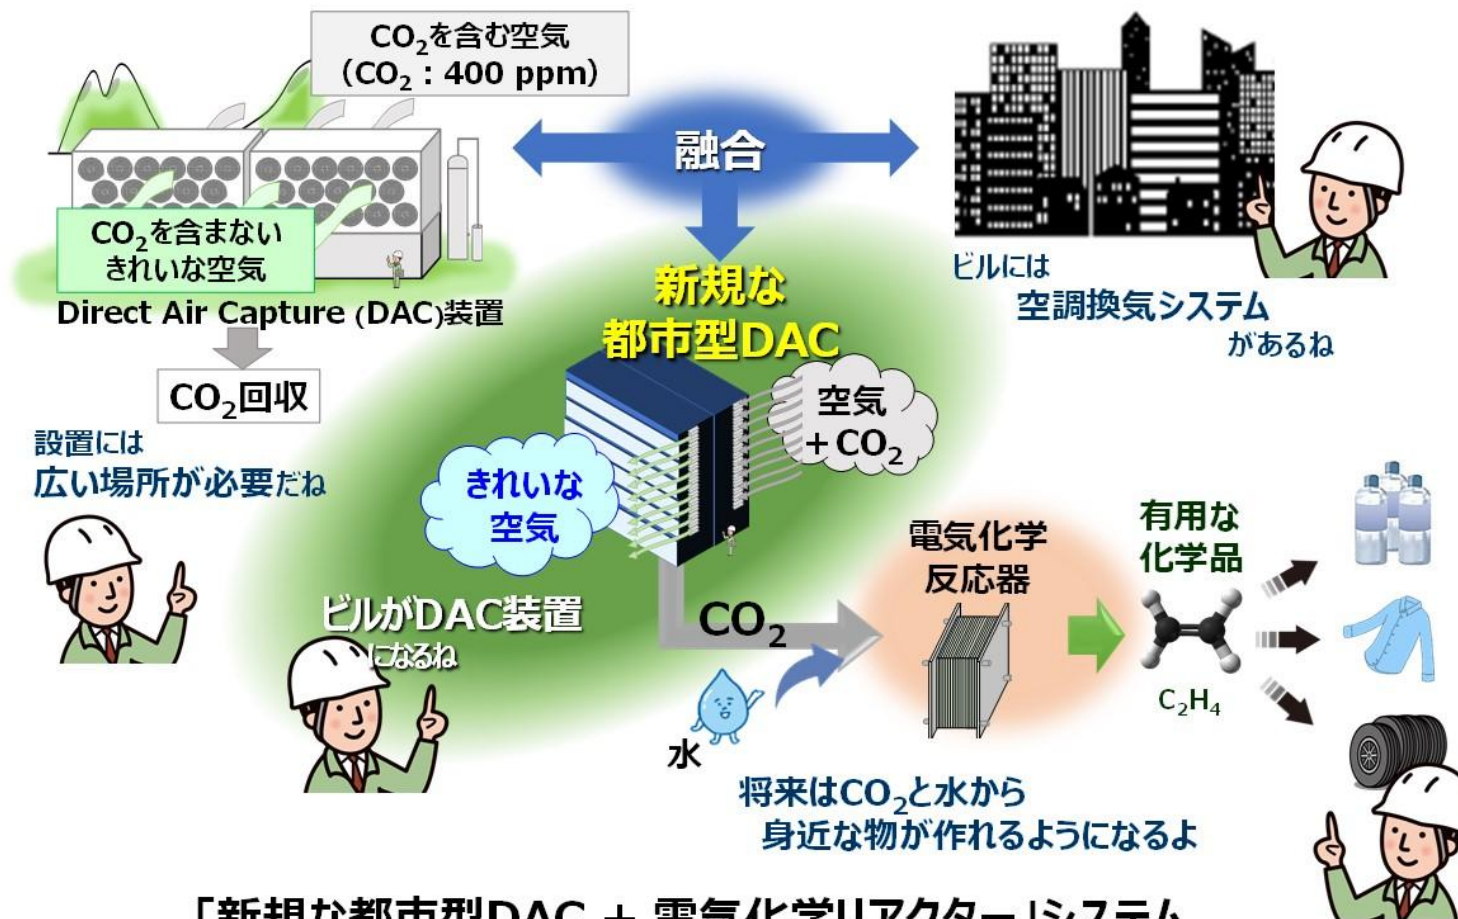 CO₂を含む空気
（CO₂：400 ppm）
融合
CO₂を含まない
きれいな空気
Direct Air Capture (DAC)装置
CO₂回収
設置には
広い場所が必要だね
ビルには
空調換気システム
があるね
新規な
都市型DAC
空気
＋CO₂
きれいな
空気
ビルがDAC装置
になるね
CO₂
水
電気化学
反応器
有用な
化学品
C₂H₄
将来はCO₂と水から
身近な物が作れるようになるよ
「新規な都市型DAC + 電気化学リアクター」システム